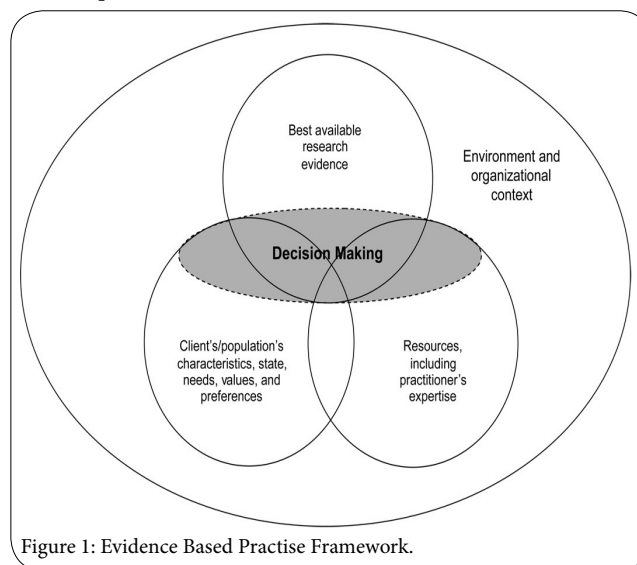 Best available
research
evidence
Environment and
organizational
context
Decision Making
Client's/population's
characteristics, state,
needs, values, and
preferences
Resources,
including
practitioner's
expertise
Figure 1: Evidence Based Practise Framework.